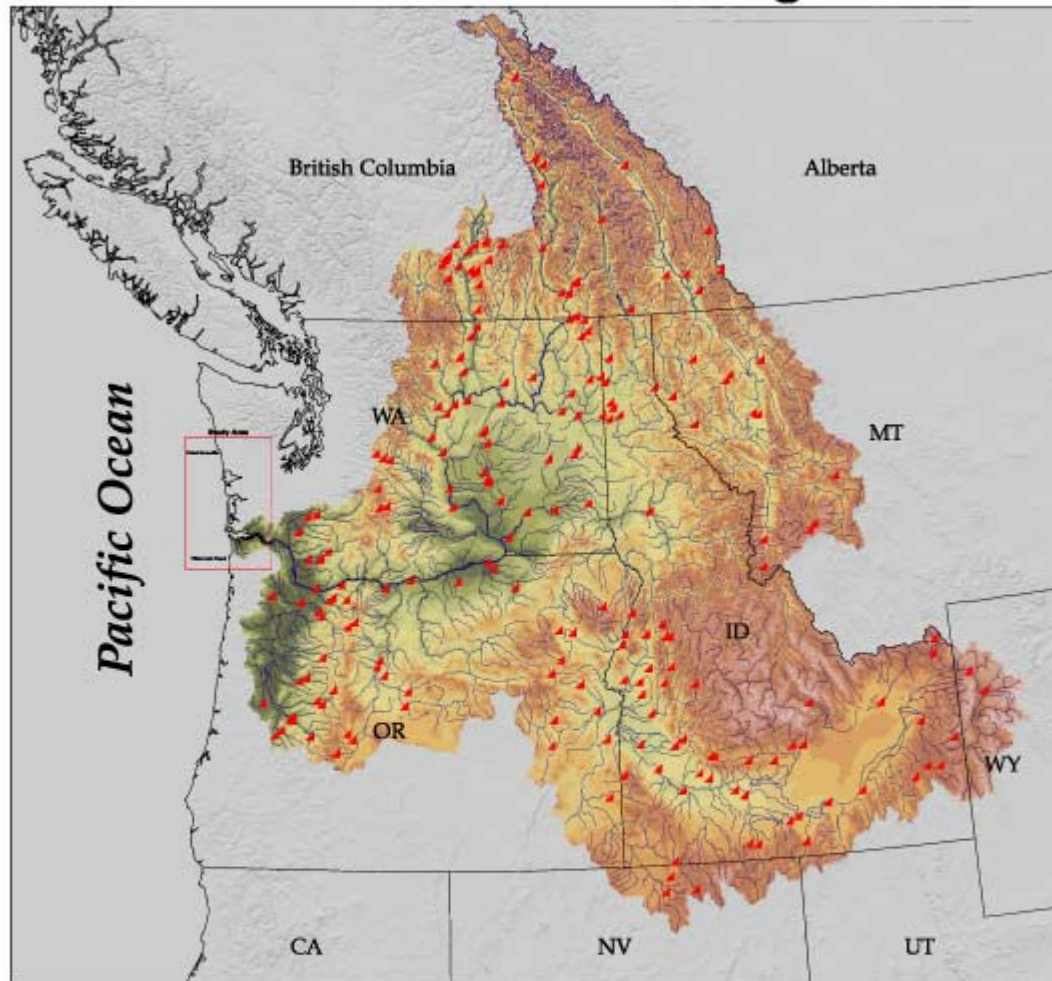 British Columbia
Alberta
WA
MT
Pacific Ocean
ID
OR
WY
CA
NV
UT